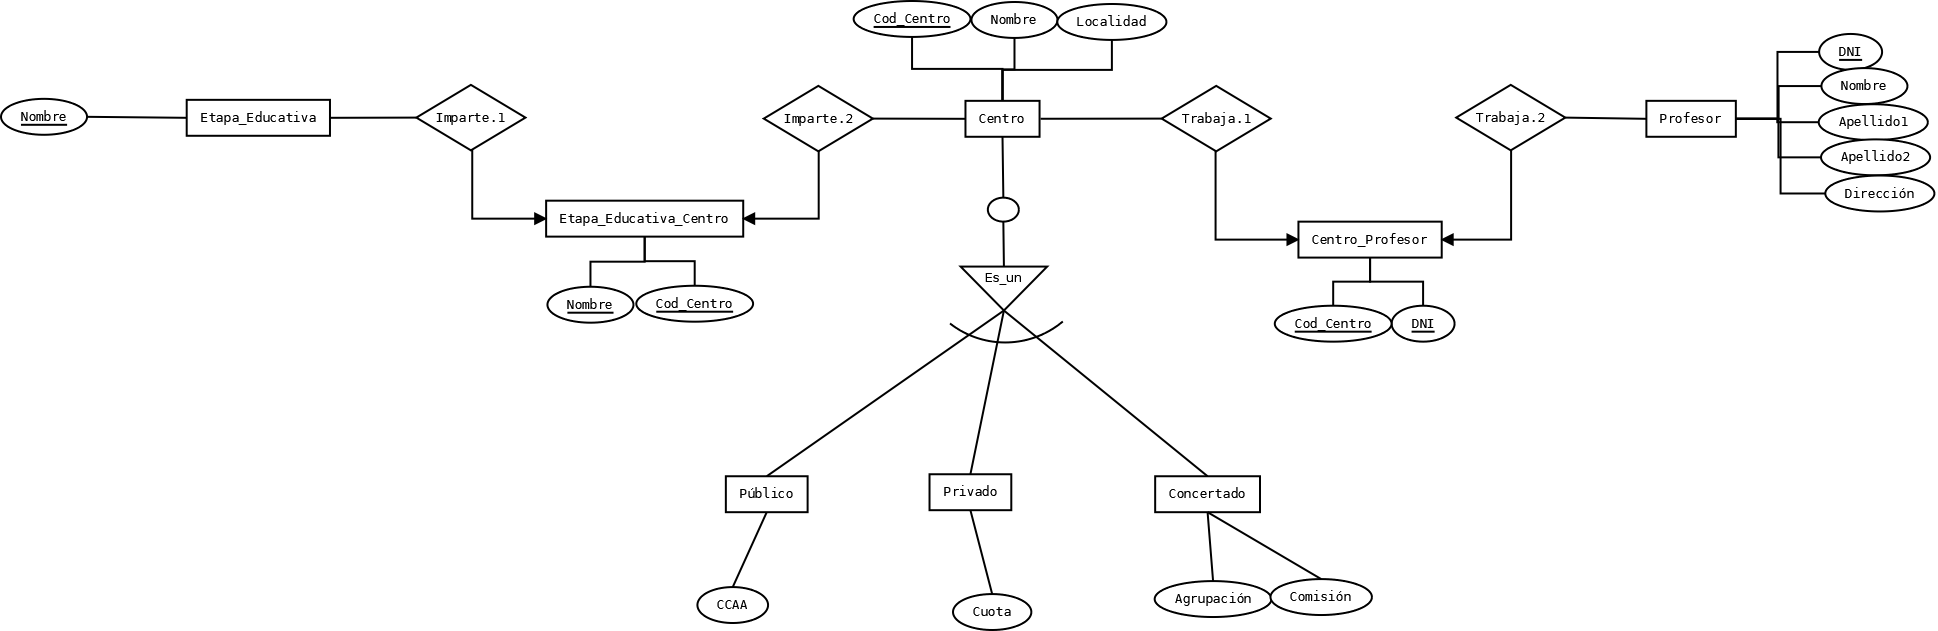 Cod_Centro
Nombre
Localidad
DNI
Nombre
Apellido1
Apellido2
Dirección
Nombre
Etapa_Educativa
Imparte.1
Imparte.2
Centro
Trabaja.1
Trabaja.2
Profesor
Etapa_Educativa_Centro
Centro_Profesor
Nombre
Cod_Centro
Es_un
Cod_Centro
DNI
Público
Privado
Concertado
CCAA
Cuota
Agrupación
Comisión